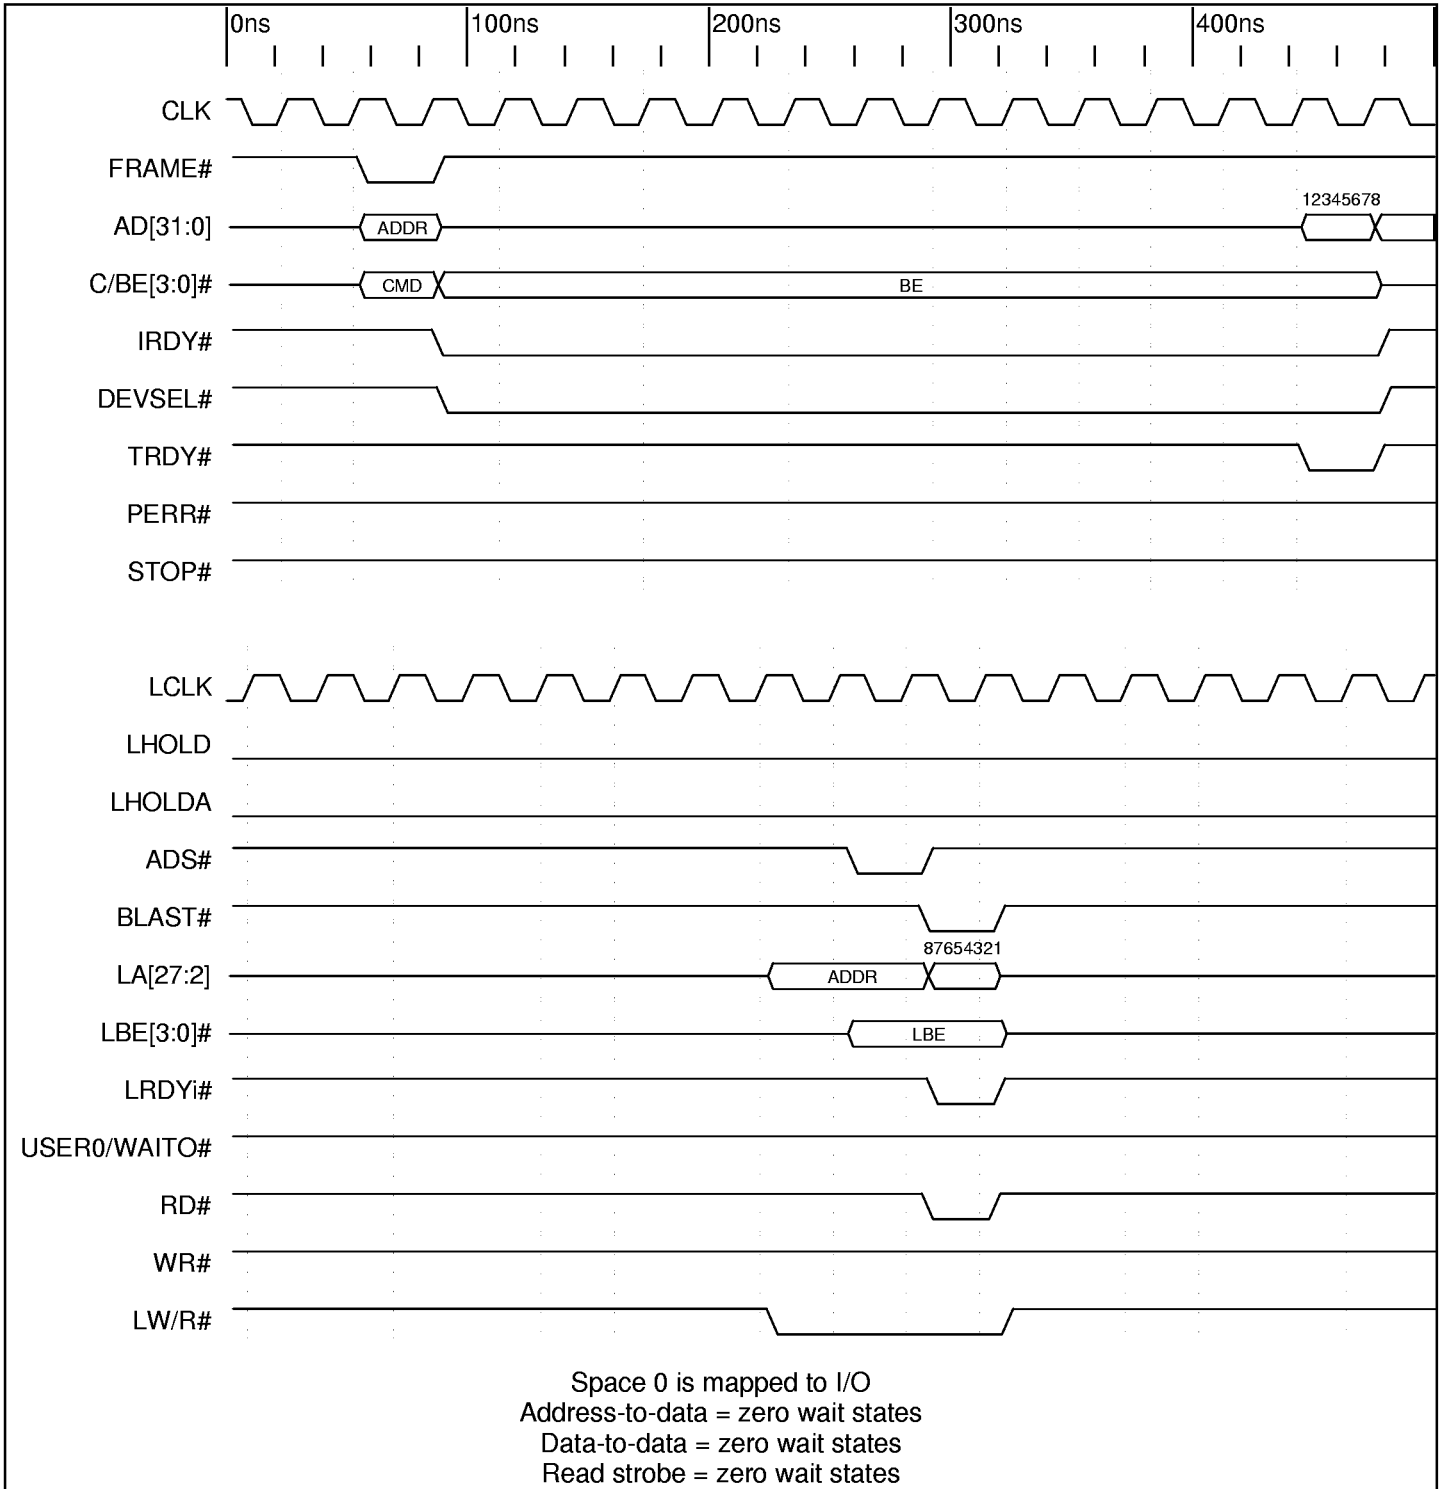 0ns 100ns 200ns 300ns 400ns
CLK
FRAME#
12345678
AD[31:0] ADDR
C/BE[3:0]# CMD BE
IRDY#
DEVSEL#
TRDY#
PERR#
STOP#
LCLK
LHOLD
LHOLDA
ADS#
BLAST#
87654321
LA[27:2] ADDR
LBE[3:0]# LBE
LRDYi#
USER0/WAITO#
RD#
WR#
LW/R#
Space 0 is mapped to I/O
Address-to-data = zero wait states
Data-to-data = zero wait states
Read strobe = zero wait states